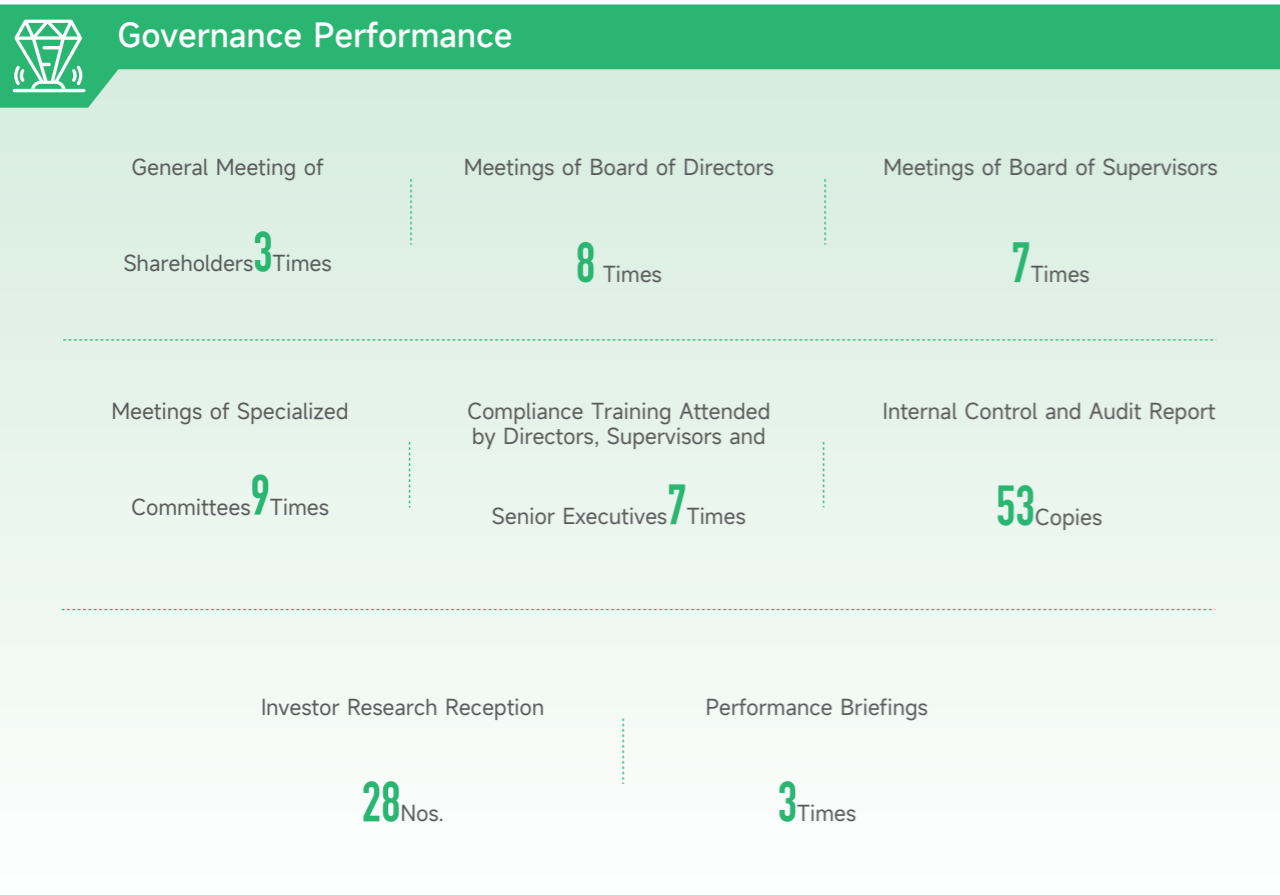 Governance Performance
General Meeting of
Shareholders3Times
Meetings of Board of Directors
8 Times
Meetings of Board of Supervisors
7Times
Meetings of Specialized
Committees9Times
Compliance Training Attended
by Directors, Supervisors and
Senior Executives7Times
Internal Control and Audit Report
53Copies
Investor Research Reception
28Nos.
Performance Briefings
3Times